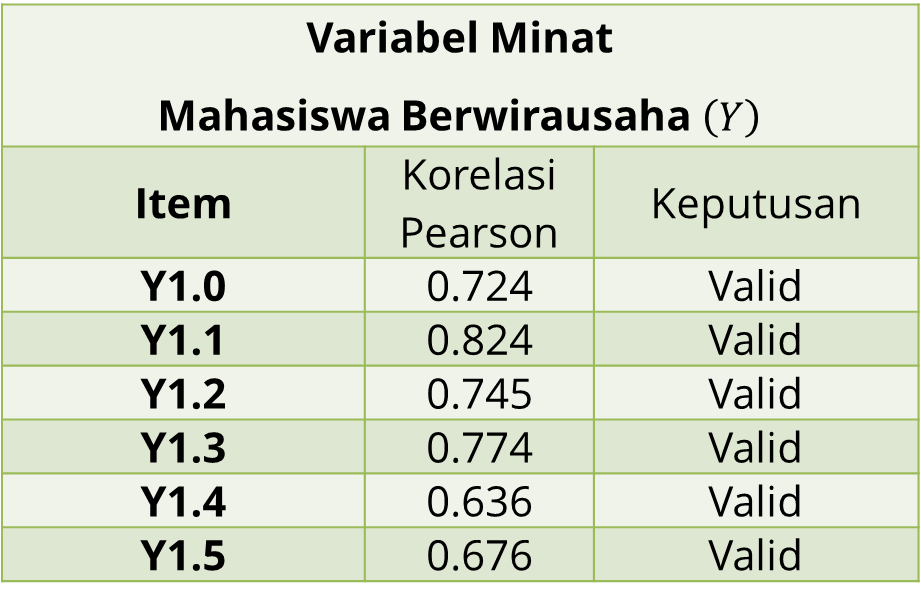 Variabel Minat
Mahasiswa Berwirausaha (Y)
Item Korelasi Pearson Keputusan
Y1.0 0.724 Valid
Y1.1 0.824 Valid
Y1.2 0.745 Valid
Y1.3 0.774 Valid
Y1.4 0.636 Valid
Y1.5 0.676 Valid